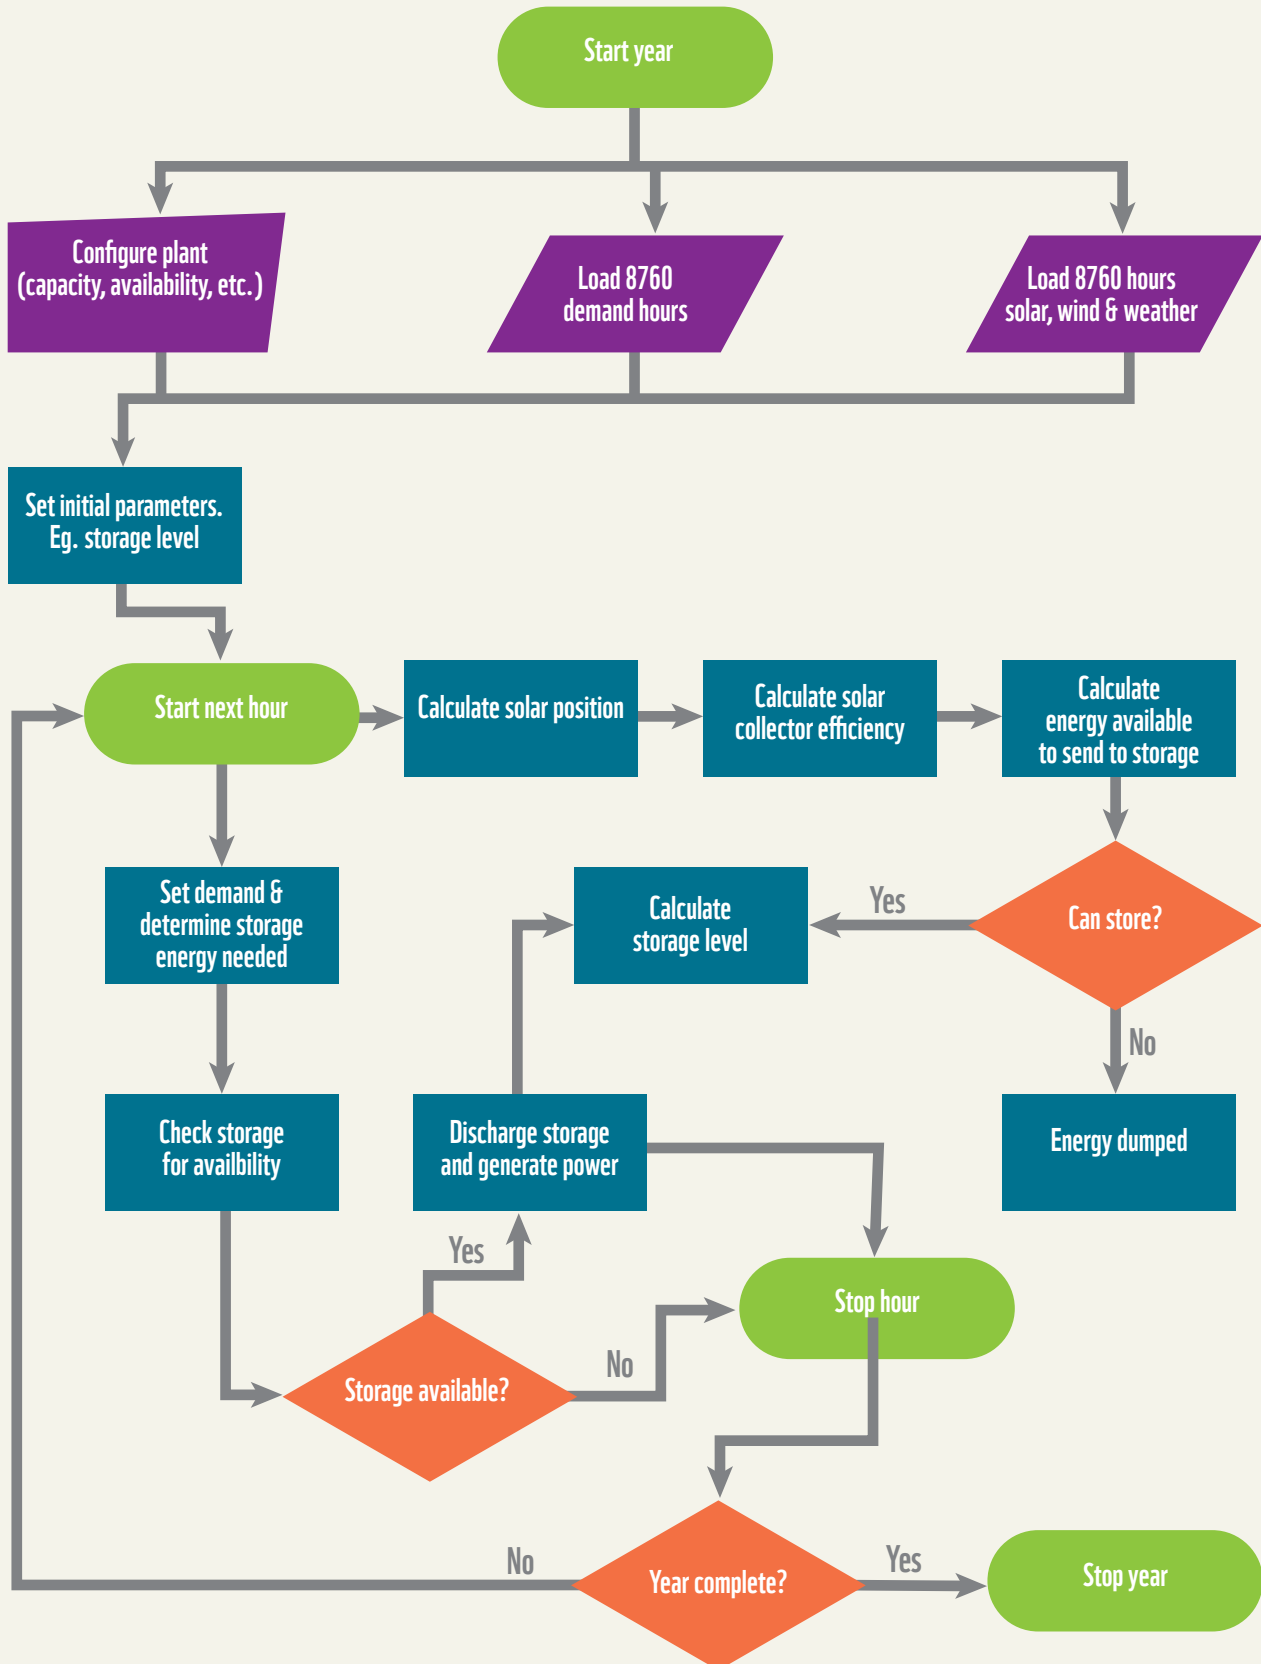 Start year
Configure plant
(capacity, availability, etc.)
Load 8760
demand hours
Load 8760 hours
solar, wind & weather
Set initial parameters.
Eg. storage level
Start next hour
Calculate solar position
Calculate solar
collector efficiency
Calculate
energy available
to send to storage
Set demand &
determine storage
energy needed
Calculate
storage level
Yes
Can store?
No
Check storage
for availbility
Discharge storage
and generate power
Energy dumped
Yes
Stop hour
No
Storage available?
No
Year complete?
Yes
Stop year